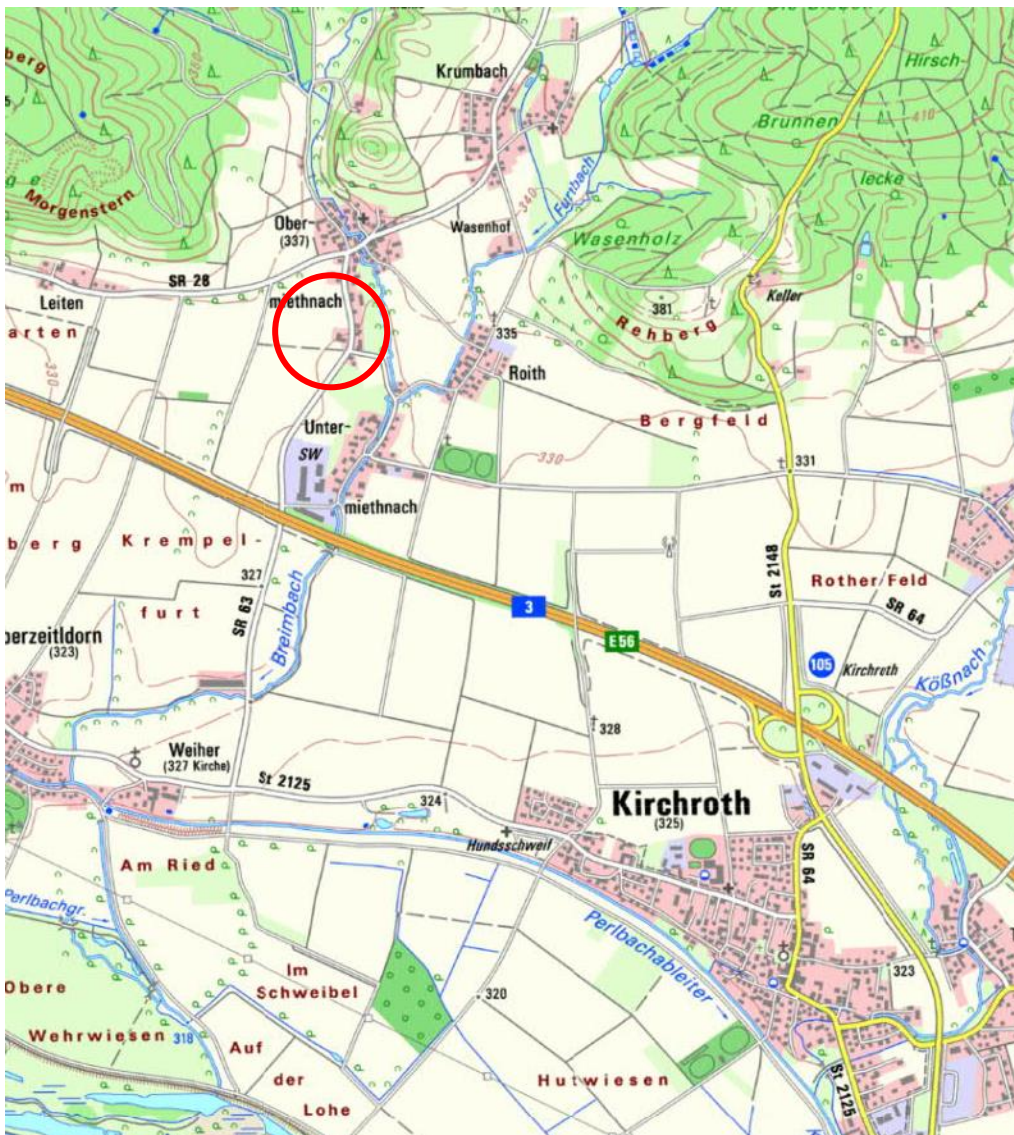 Krumbach
Hirsch-
berg
360
Brunnen
410
lecke
Furnbach
340
Morgenstern
Ober-
(337)
Wasenhof
Wasenholz
SR 28
miethnach
Leiten
381
Keller
Rehberg
arten
335
330
Roith
Bergfeld
Unter-
SW
330
331
m
miethnach
berg
Krempel-
St 2148
327
Rother Feld
furt
SR 63
Breimbach
3
SR 64
berzeitldorn
(323)
E56
105
Kirchroth
Kößnach
328
Weiher
(327 Kirche)
St 2125
324
Kirchroth
(325)
Hundsschweif
Am Ried
SR 64
Perlbachgr.
Perlbachableiter
Im
Schweibel
323
Obere
320
Wehrwiesen
318
Auf
der
Hutwiesen
Lohe
St 2125